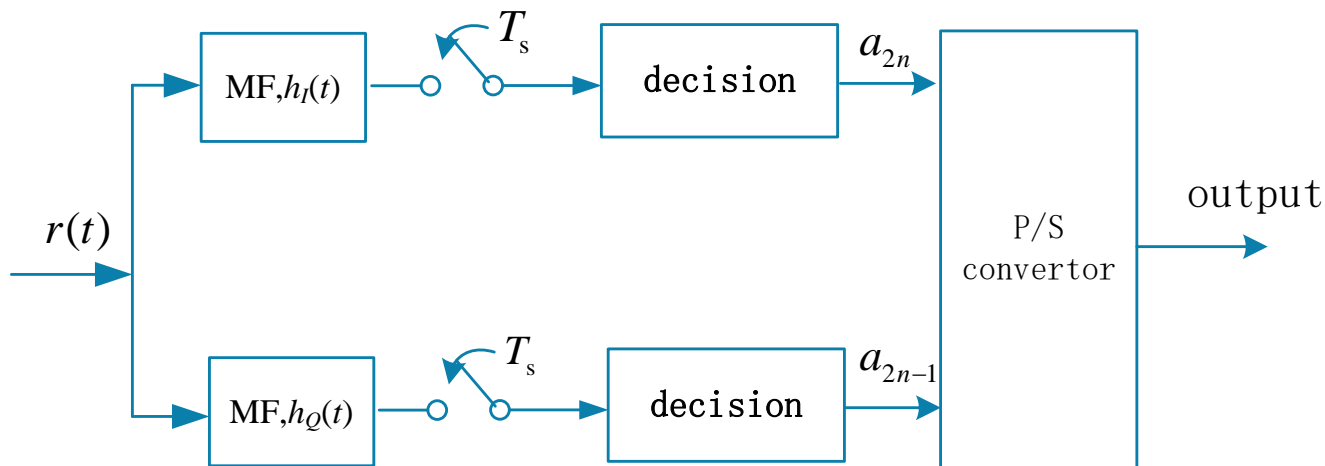 T_s
MF,h_I(t)
decision
a_{2n}
r(t)
P/S
convertor
output
T_s
MF,h_Q(t)
decision
a_{2n-1}